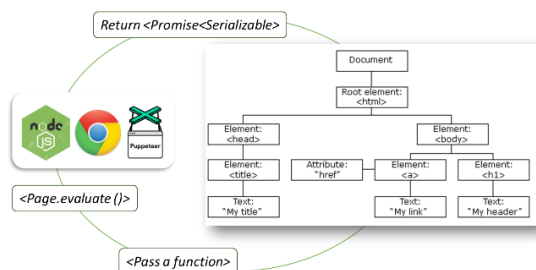 Return <Promise<Serializable>
Document
Root element:
<html>
Element:
<head>
Element:
<body>
Element:
<title>
Attribute:
"href"
Element:
<a>
Element:
<h1>
Text:
"My title"
Text:
"My link"
Text:
"My header"
node
JS
Puppeteer
<Page.evaluate ()>
<Pass a function>